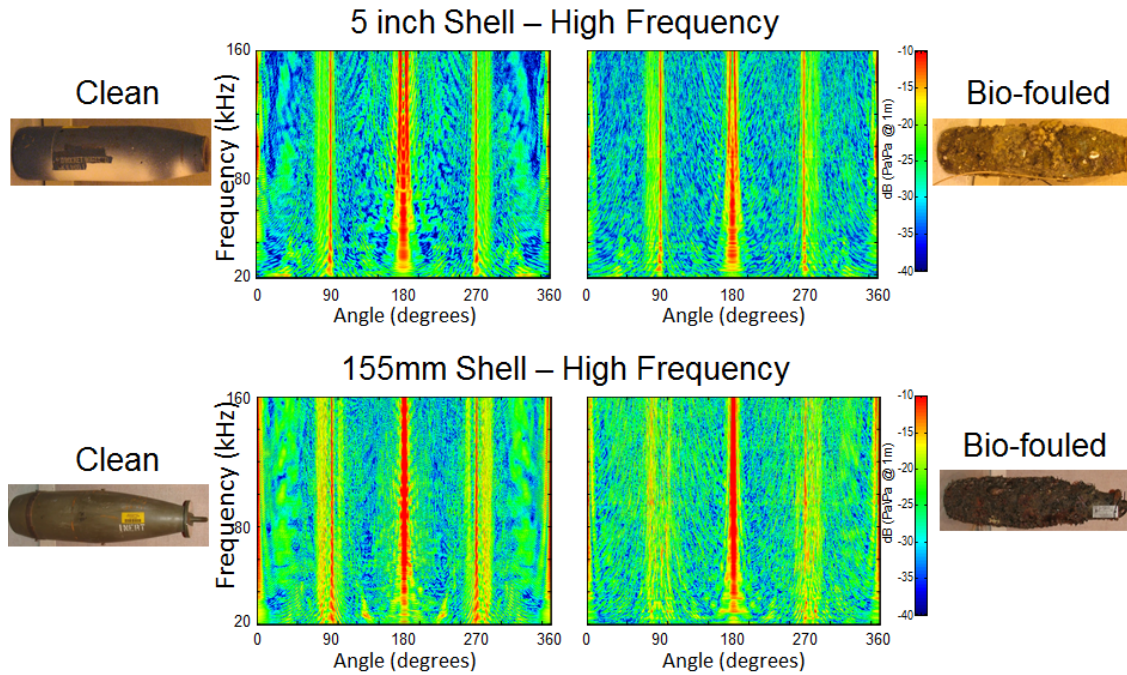 5 inch Shell – High Frequency
Clean
Bio-fouled
Frequency (kHz)
160
80
20
0 90 180 270 360
0 90 180 270 360
Angle (degrees)
Angle (degrees)
-10
-15
-20
-25
-30
-35
-40
dB (Pa\Pa @ 1m)
155mm Shell – High Frequency
Clean
Bio-fouled
Frequency (kHz)
160
80
20
0 90 180 270 360
0 90 180 270 360
Angle (degrees)
Angle (degrees)
-10
-15
-20
-25
-30
-35
-40
dB (Pa\Pa @ 1m)